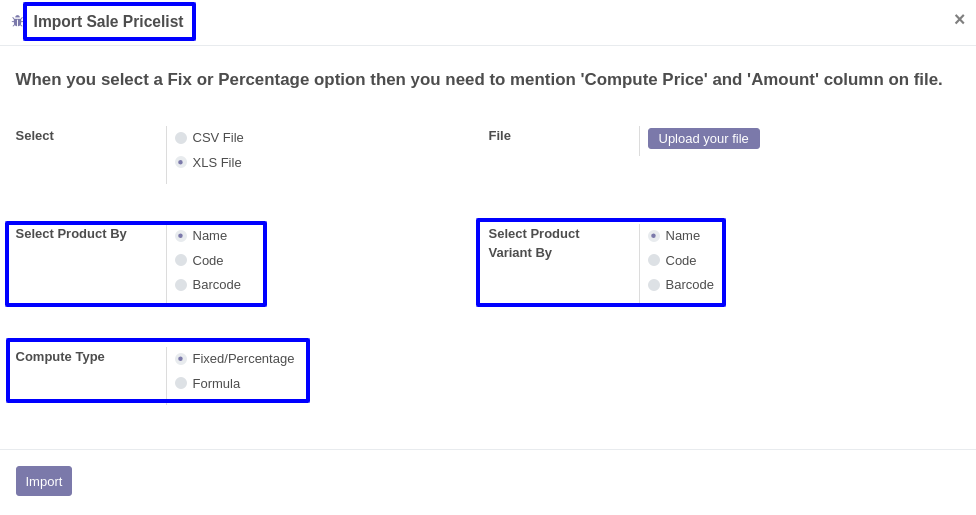 Import Sale Pricelist
×
When you select a Fix or Percentage option then you need to mention 'Compute Price' and 'Amount' column on file.
Select
CSV File
XLS File
File
Upload your file
Select Product By
Name
Code
Barcode
Select Product
Variant By
Name
Code
Barcode
Compute Type
Fixed/Percentage
Formula
Import